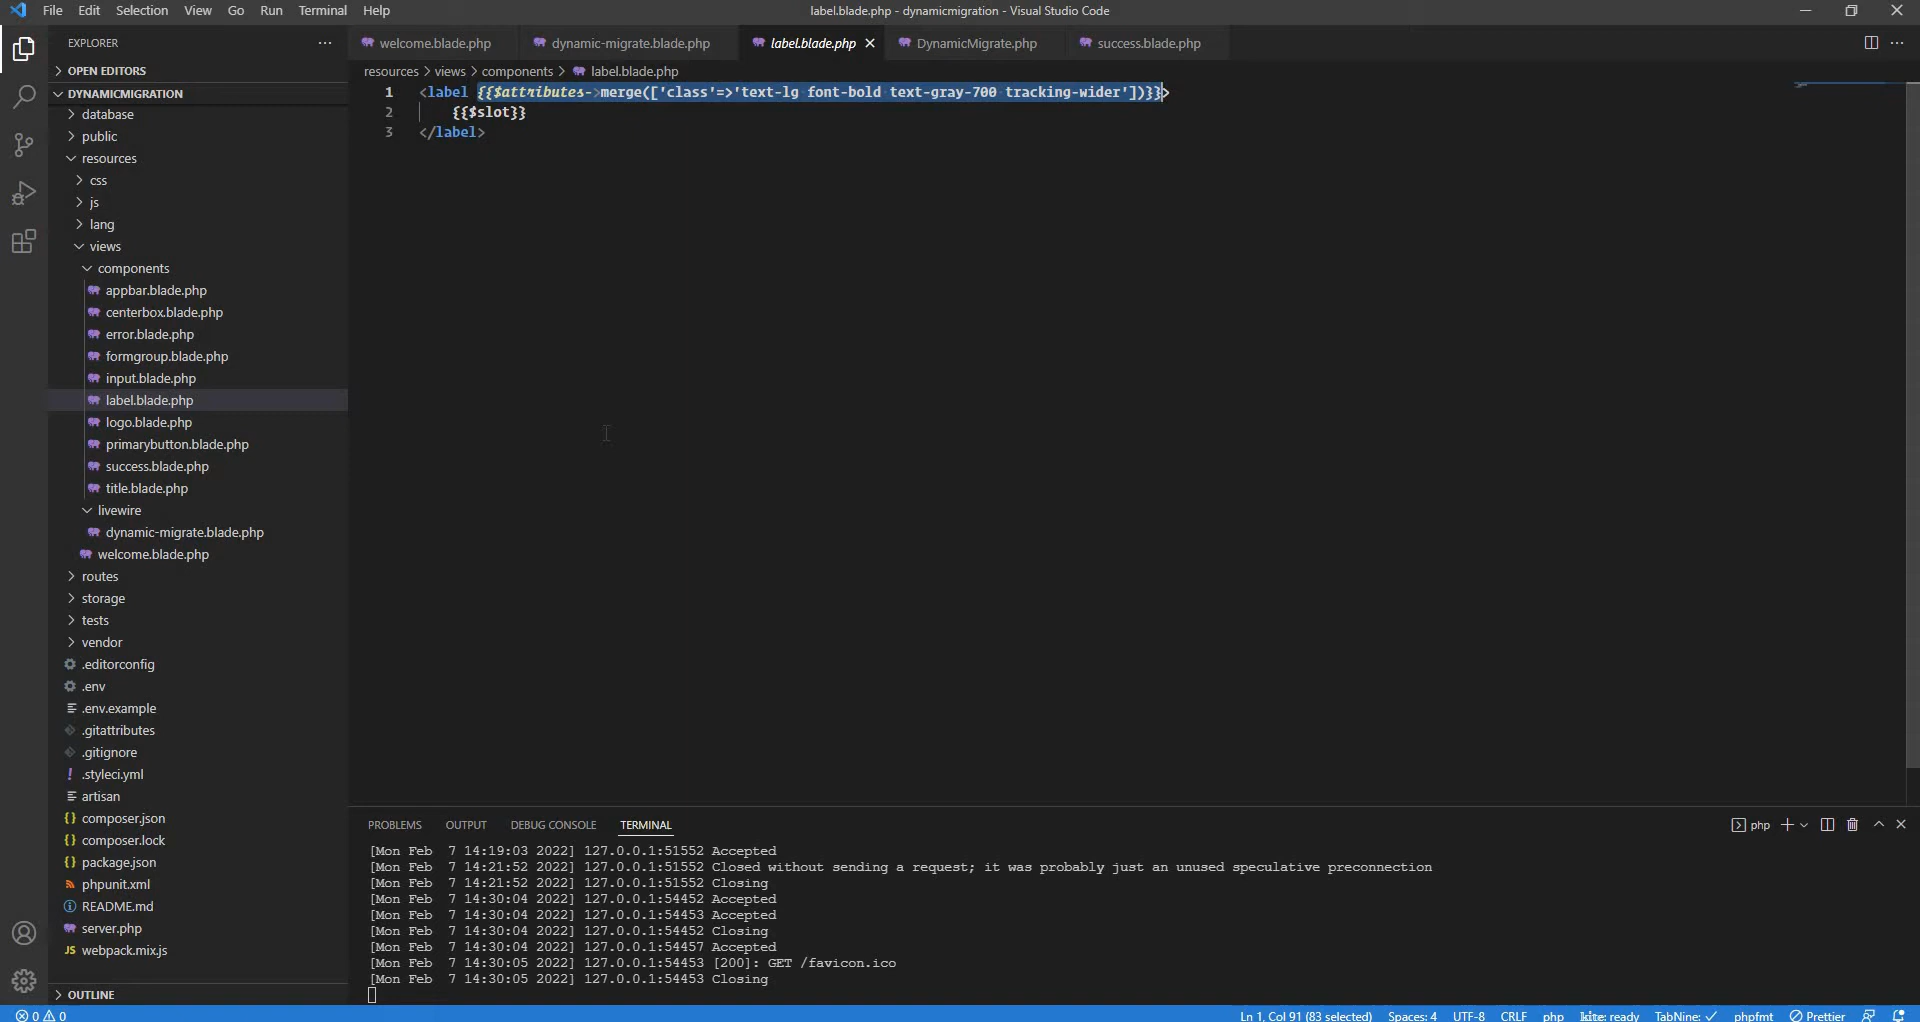 File Edit Selection View Go Run Terminal Help
label.blade.php - dynamicmigration - Visual Studio Code
EXPLORER
welcome.blade.php
dynamic-migrate.blade.php
label.blade.php
DynamicMigrate.php
success.blade.php
OPEN EDITORS
resources > views > components > label.blade.php
DYNAMICMIGRATION
database
public
resources
css
js
lang
views
components
appbar.blade.php
centerbox.blade.php
error.blade.php
formgroup.blade.php
input.blade.php
label.blade.php
logo.blade.php
primarybutton.blade.php
success.blade.php
title.blade.php
livewire
dynamic-migrate.blade.php
welcome.blade.php
routes
storage
tests
vendor
.editorconfig
.env
.env.example
.gitattributes
.gitignore
.styleci.yml
artisan
composer.json
composer.lock
package.json
phpunit.xml
README.md
server.php
JS webpack.mix.js
OUTLINE
1 <label {{$attributes->merge(['class'=>'text-lg font-bold text-gray-700 tracking-wider'])}}>
2 {{$slot}}
3 </label>
PROBLEMS OUTPUT DEBUG CONSOLE TERMINAL
php
[Mon Feb 7 14:19:03 2022] 127.0.0.1:51552 Accepted
[Mon Feb 7 14:21:52 2022] 127.0.0.1:51552 Closed without sending a request; it was probably just an unused speculative preconnection
[Mon Feb 7 14:21:52 2022] 127.0.0.1:51552 Closing
[Mon Feb 7 14:30:04 2022] 127.0.0.1:54452 Accepted
[Mon Feb 7 14:30:04 2022] 127.0.0.1:54453 Accepted
[Mon Feb 7 14:30:04 2022] 127.0.0.1:54452 Closing
[Mon Feb 7 14:30:04 2022] 127.0.0.1:54457 Accepted
[Mon Feb 7 14:30:05 2022] 127.0.0.1:54453 [200]: GET /favicon.ico
[Mon Feb 7 14:30:05 2022] 127.0.0.1:54453 Closing
0 0
Ln 1, Col 91 (83 selected) Spaces: 4 UTF-8 CRLF php kite: ready TabNine: ✓ phpfmt Prettier